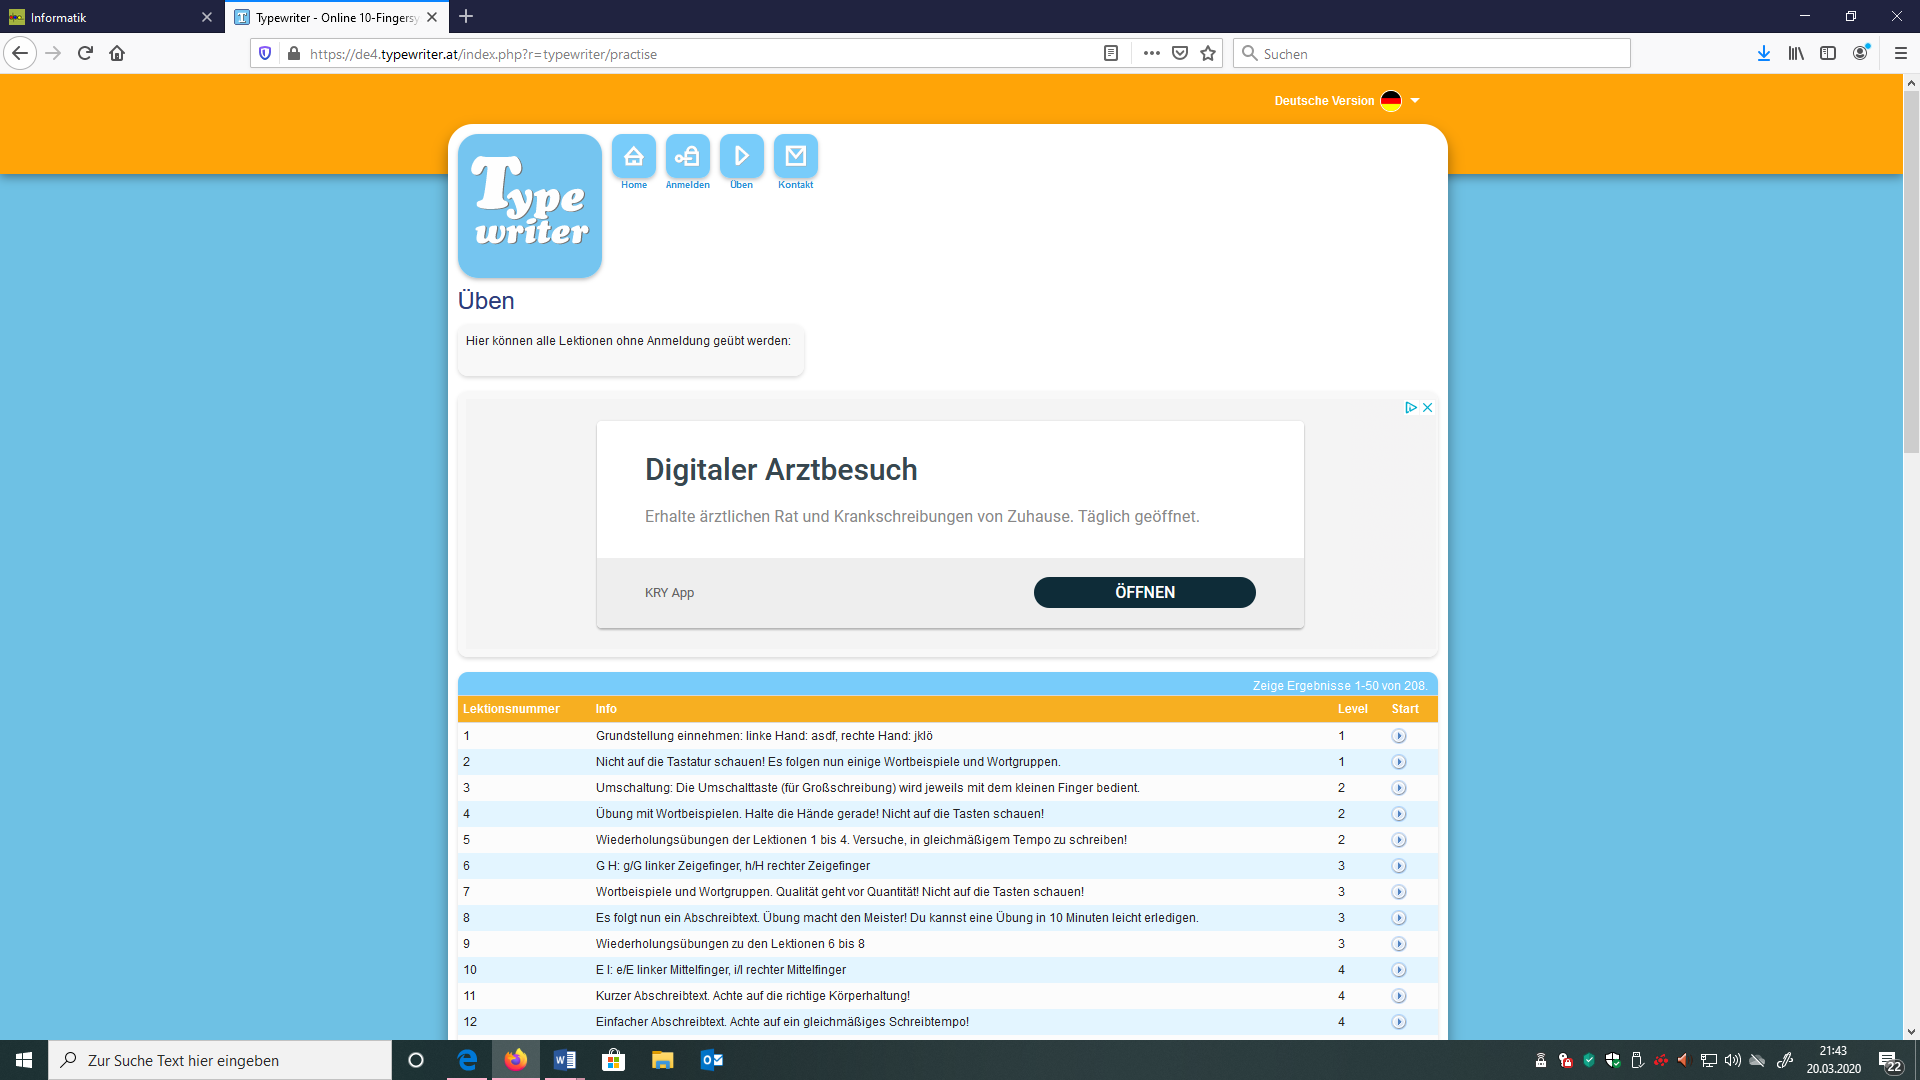 Informatik
Typewriter - Online 10-Fingersy
https://de4.typewriter.at/index.php?r=typewriter/practise
Suchen
Deutsche Version
Type
writer
Home
Anmelden
Üben
Kontakt
Üben
Hier können alle Lektionen ohne Anmeldung geübt werden:
Digitaler Arztbesuch
Erhalte ärztlichen Rat und Krankschreibungen von Zuhause. Täglich geöffnet.
KRY App
ÖFFNEN
Zeige Ergebnisse 1-50 von 208.
Lektionsnummer Info Level Start
1 Grundstellung einnehmen: linke Hand: asdf, rechte Hand: jklö 1
2 Nicht auf die Tastatur schauen! Es folgen nun einige Wortbeispiele und Wortgruppen. 1
3 Umschaltung: Die Umschalttaste (für Großschreibung) wird jeweils mit dem kleinen Finger bedient. 2
4 Übung mit Wortbeispielen. Halte die Hände gerade! Nicht auf die Tasten schauen! 2
5 Wiederholungsübungen der Lektionen 1 bis 4. Versuche, in gleichmäßigem Tempo zu schreiben! 2
6 G H: g/G linker Zeigefinger, h/H rechter Zeigefinger 3
7 Wortbeispiele und Wortgruppen. Qualität geht vor Quantität! Nicht auf die Tasten schauen! 3
8 Es folgt nun ein Abschreibtext. Übung macht den Meister! Du kannst eine Übung in 10 Minuten leicht erledigen. 3
9 Wiederholungsübungen zu den Lektionen 6 bis 8 3
10 E I: e/E linker Mittelfinger, i/I rechter Mittelfinger 4
11 Kurzer Abschreibtext. Achte auf die richtige Körperhaltung! 4
12 Einfacher Abschreibtext. Achte auf ein gleichmäßiges Schreibtempo! 4
Zur Suche Text hier eingeben
21:43
20.03.2020
22